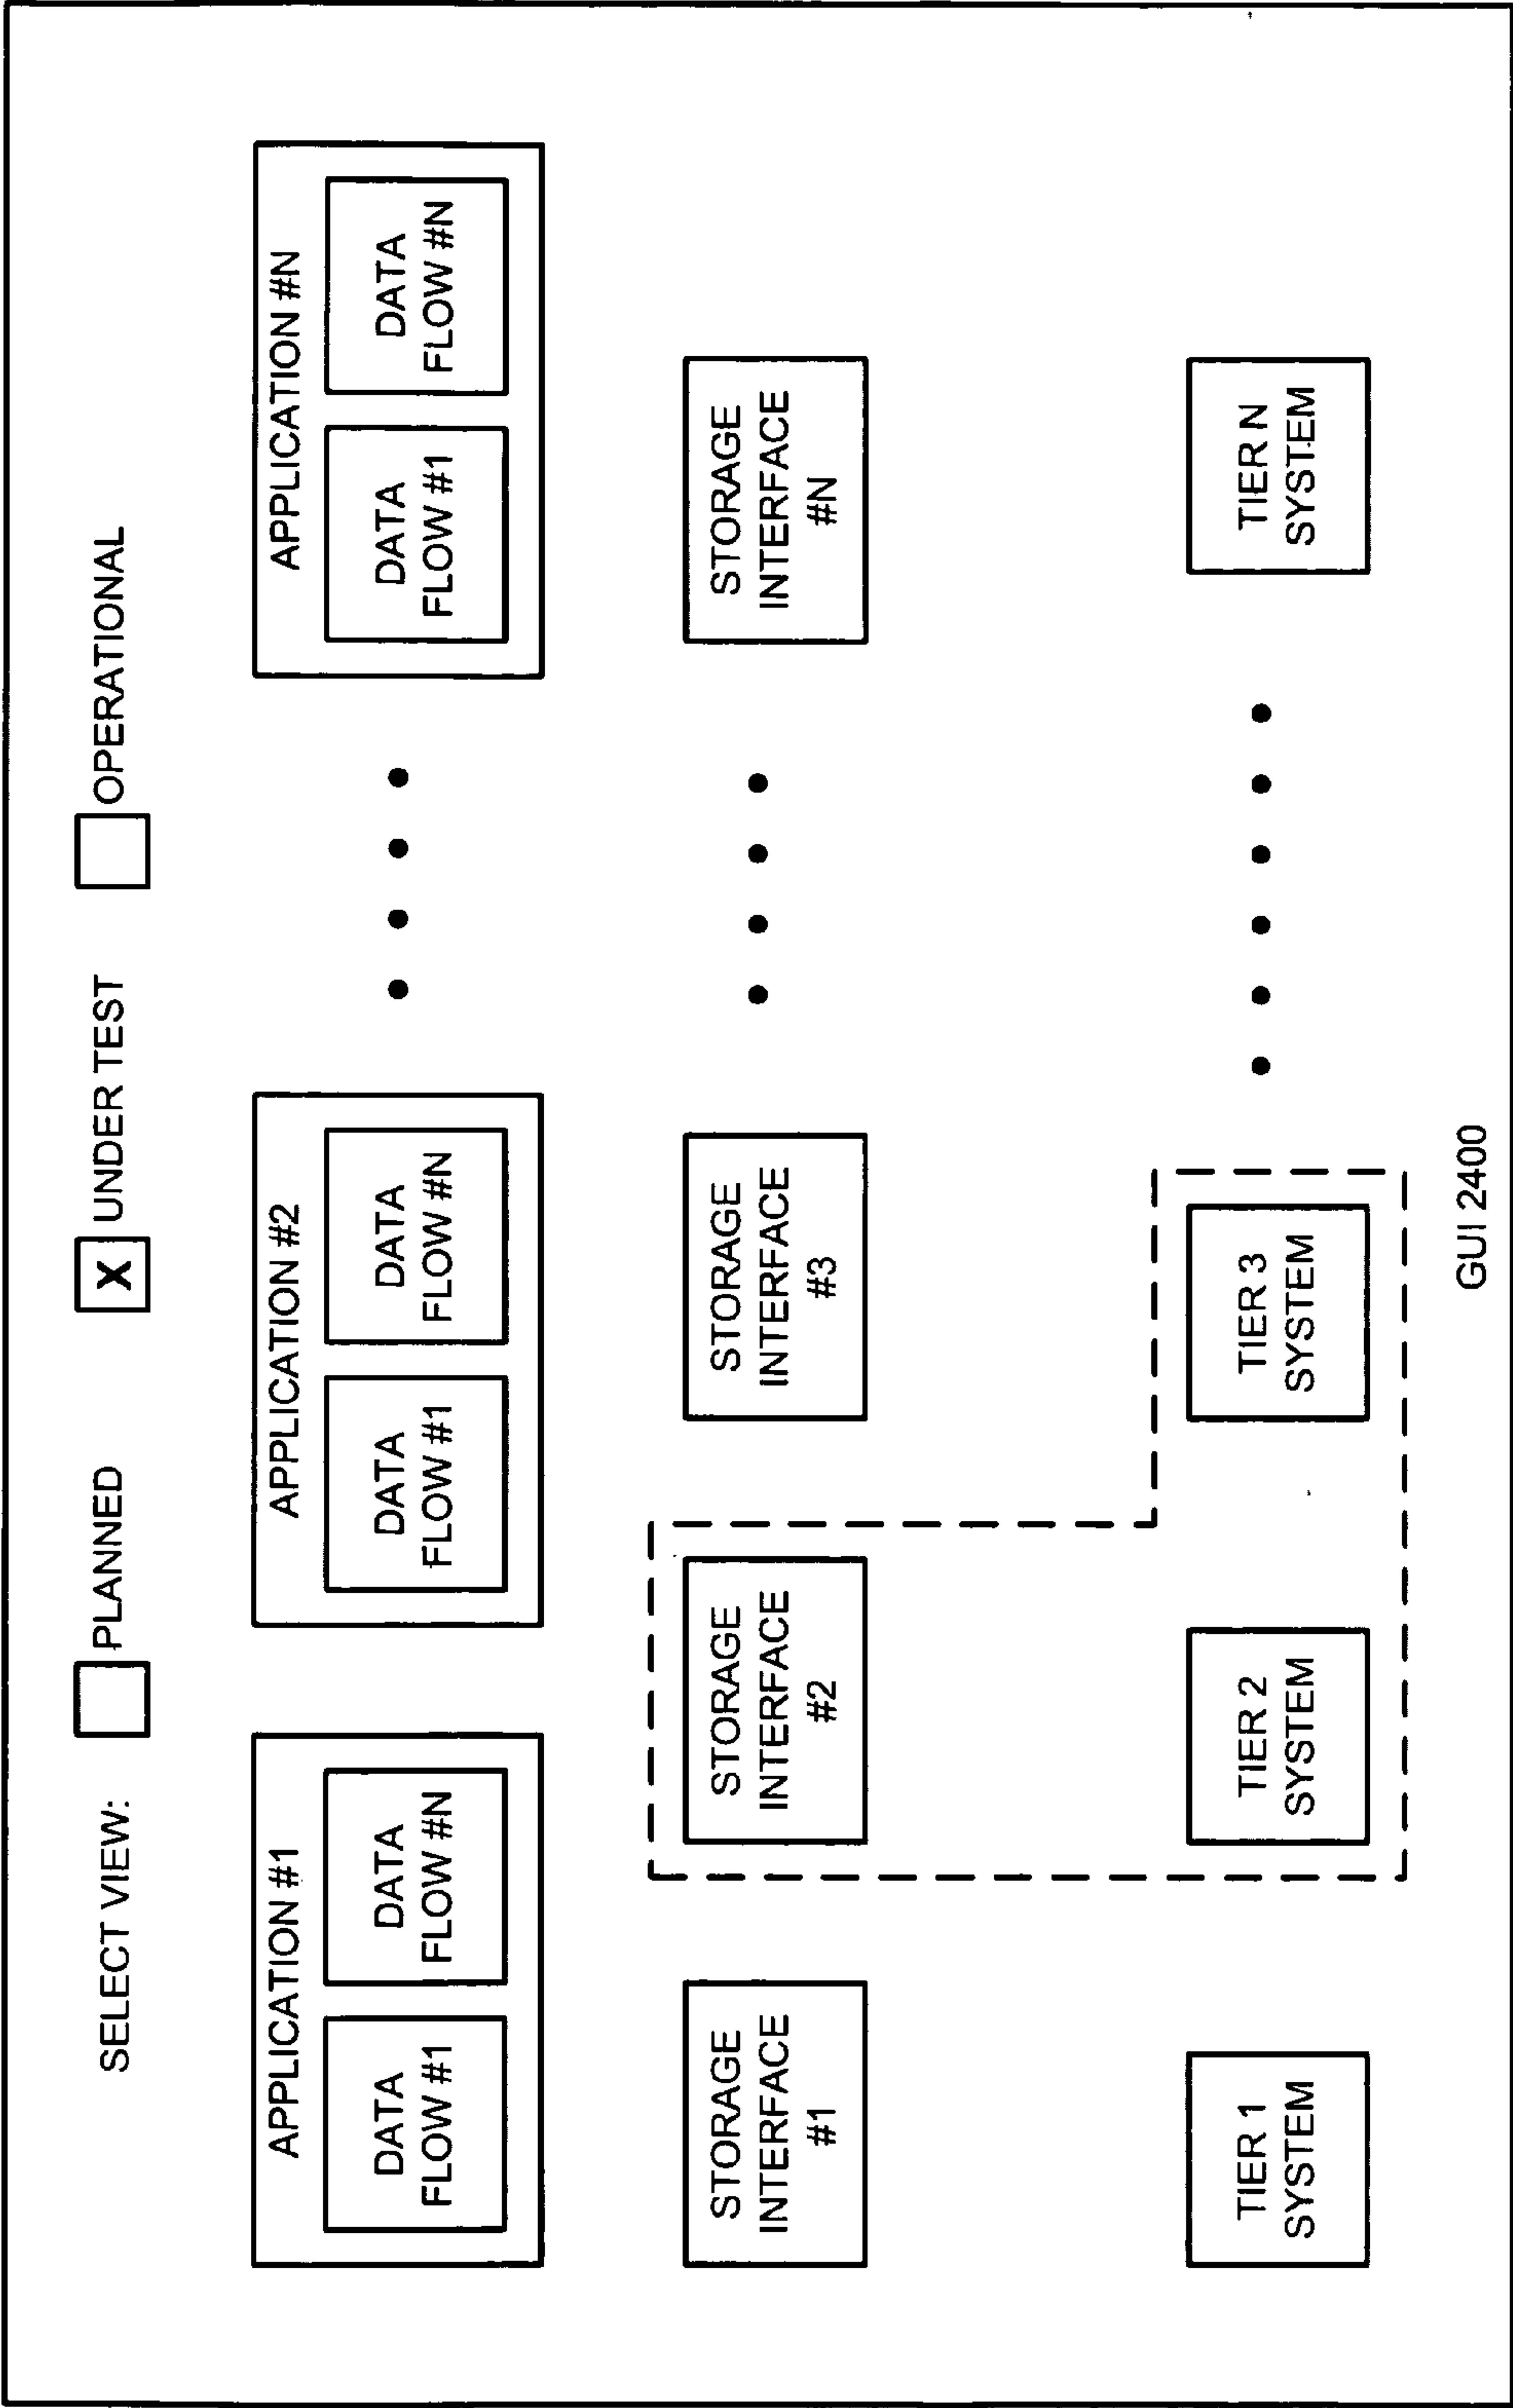 SELECT VIEW: PLANNED X UNDER TEST OPERATIONAL
APPLICATION #1
DATA
FLOW #1
DATA
FLOW #N
APPLICATION #2
DATA
FLOW #1
DATA
FLOW #N
APPLICATION #N
DATA
FLOW #1
DATA
FLOW #N
STORAGE
INTERFACE
#1
STORAGE
INTERFACE
#2
STORAGE
INTERFACE
#3
STORAGE
INTERFACE
#N
TIER 1
SYSTEM
TIER 2
SYSTEM
TIER 3
SYSTEM
TIER N
SYSTEM
GUI 2400